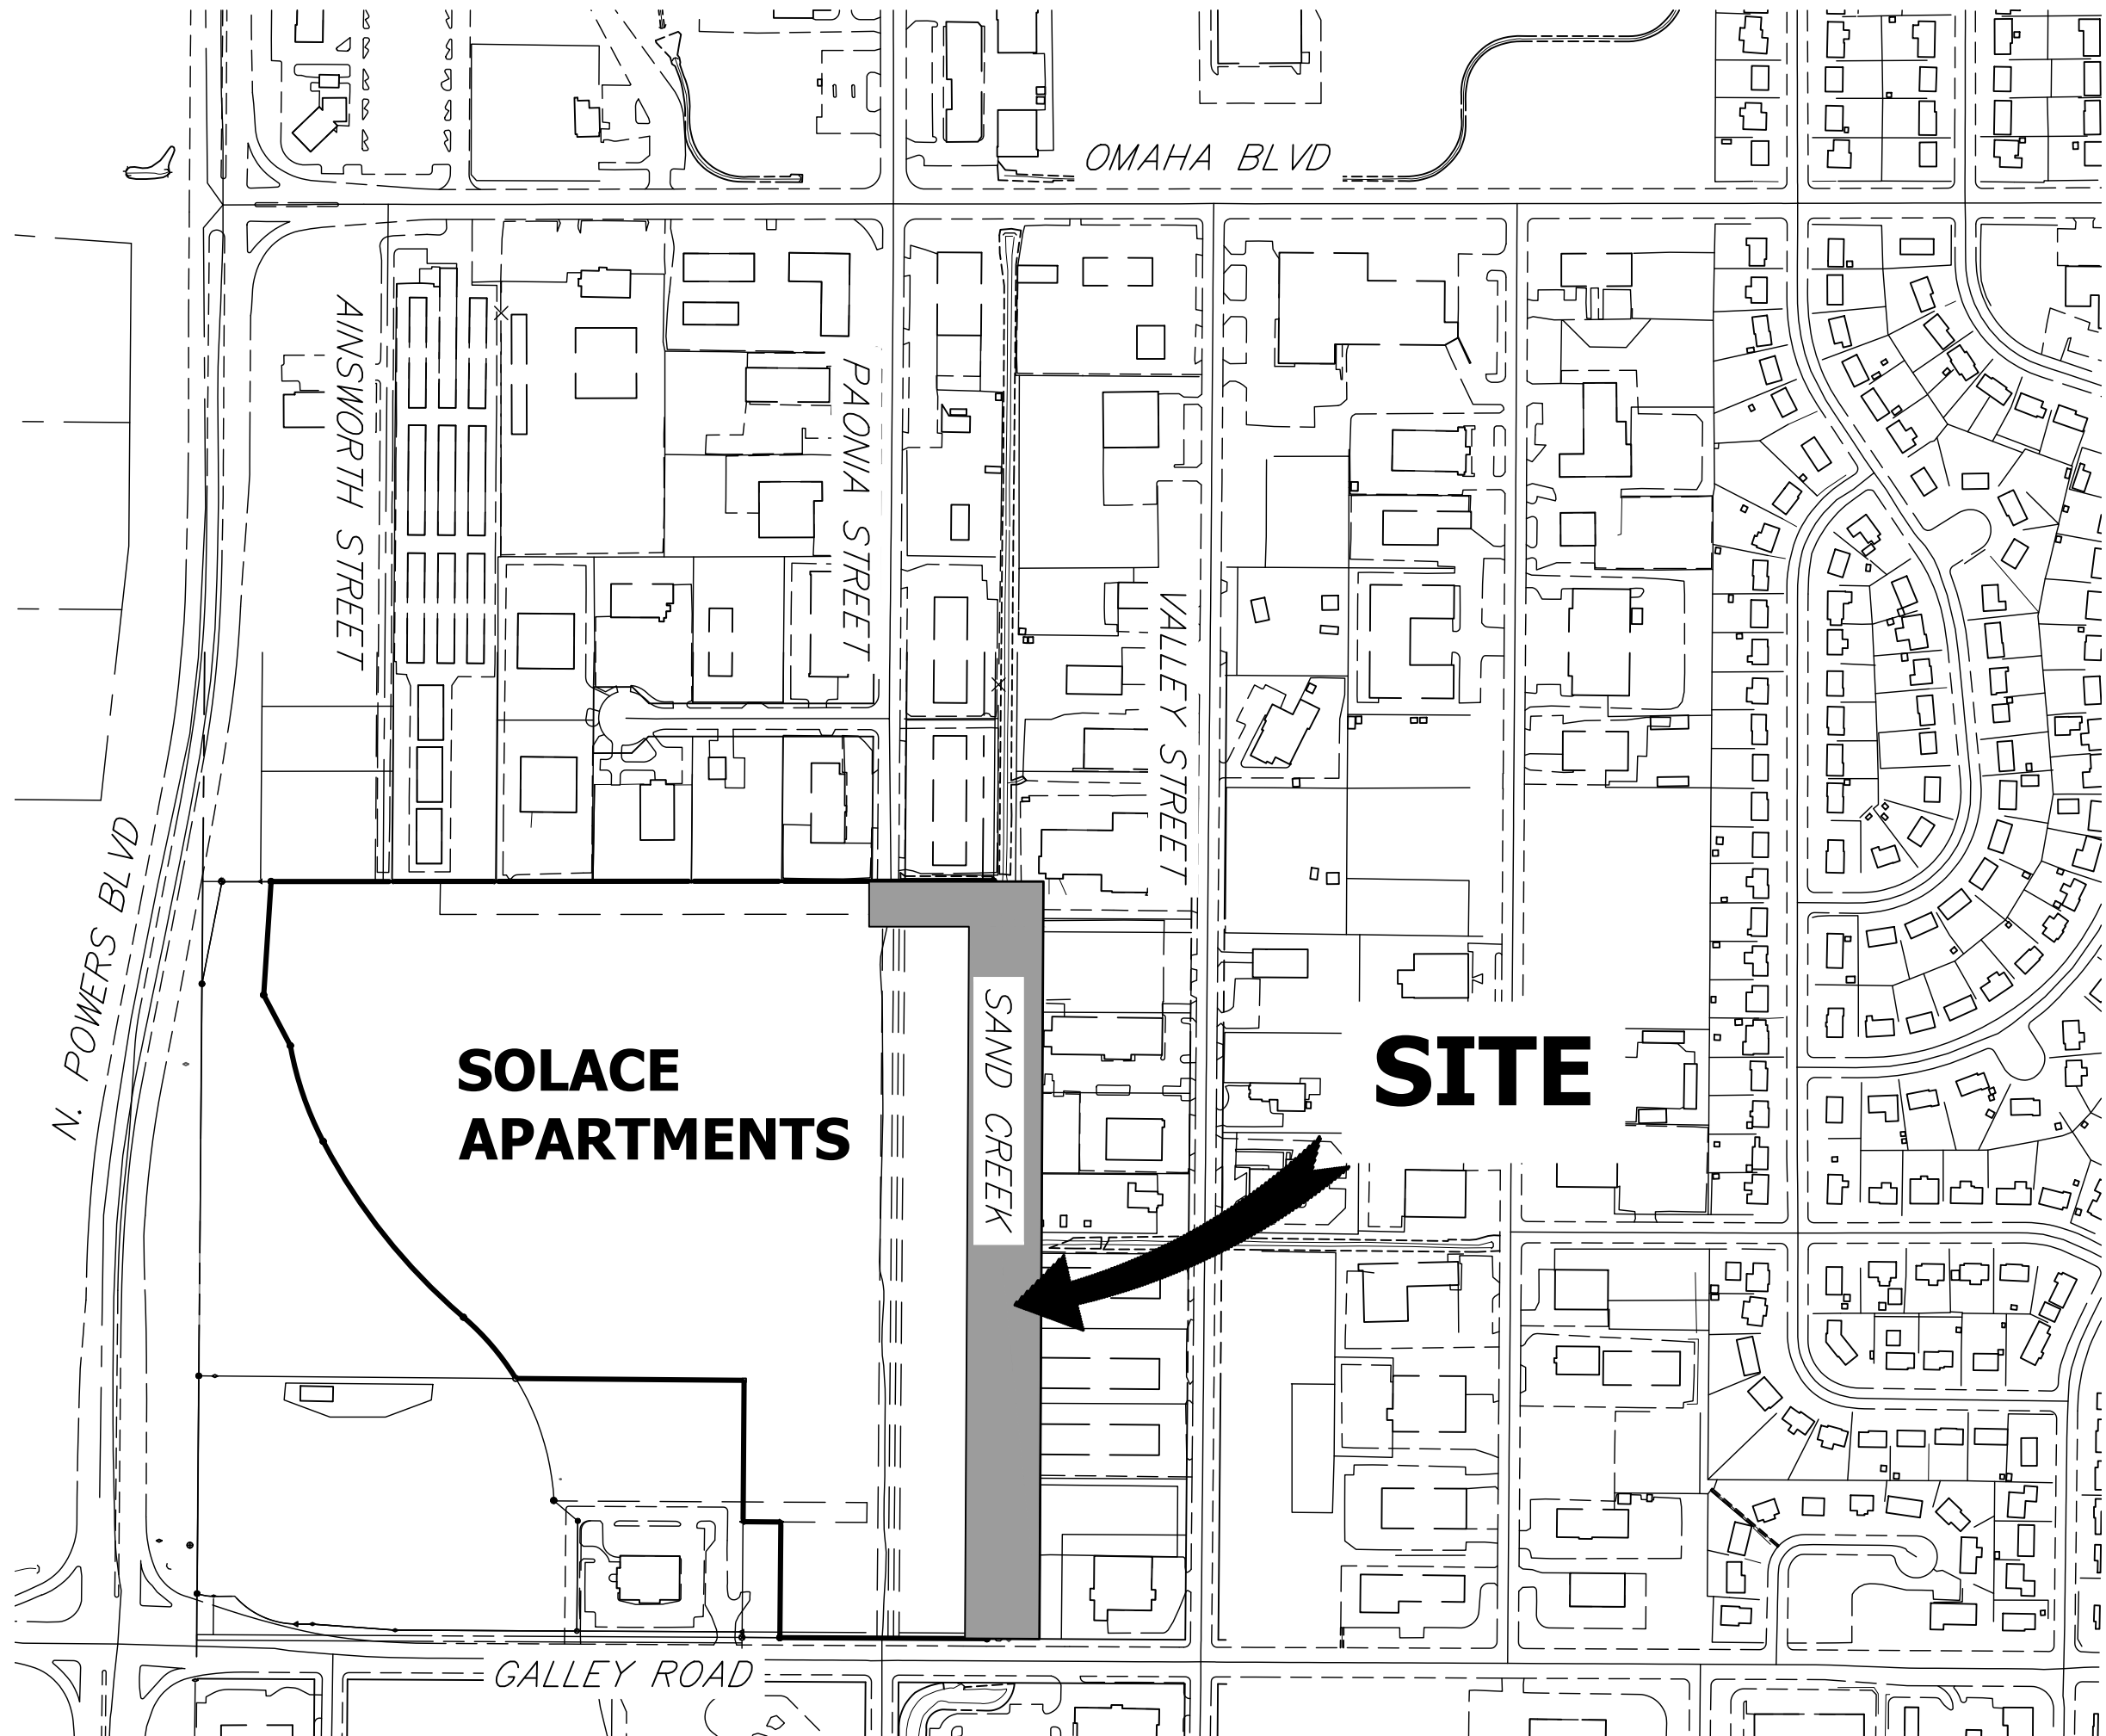 OMAHA BLVD
AINSWORTH STREET
PAONIA STREET
VALLEY STREET
N. POWERS BLVD
SAND CREEK
SITE
SOLACE
APARTMENTS
GALLEY ROAD